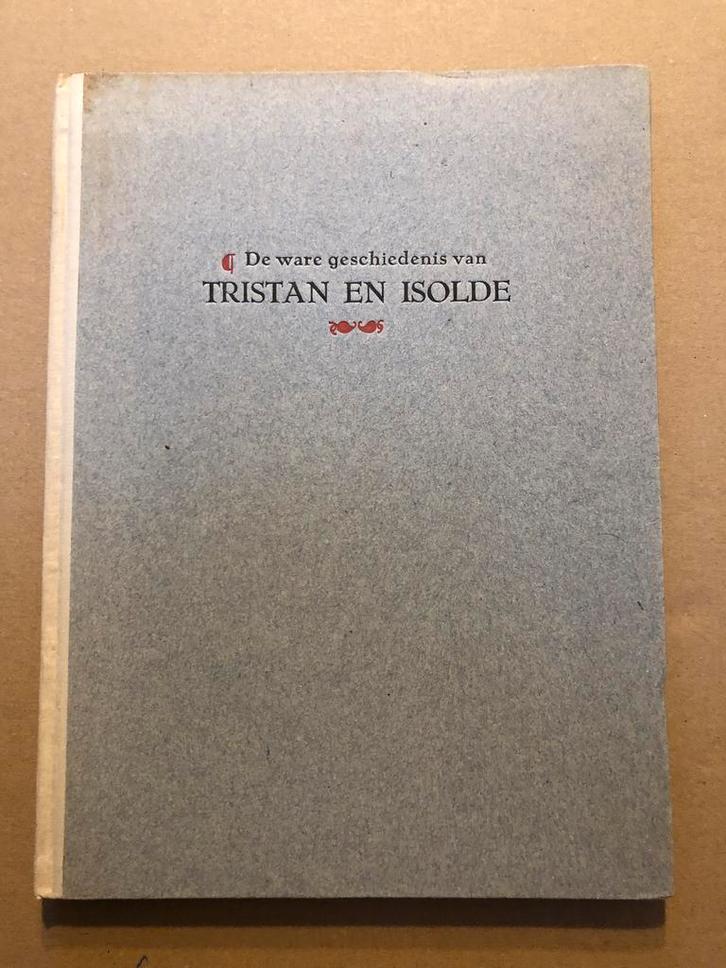 ¶ De ware geschiedenis van
TRISTAN EN ISOLDE